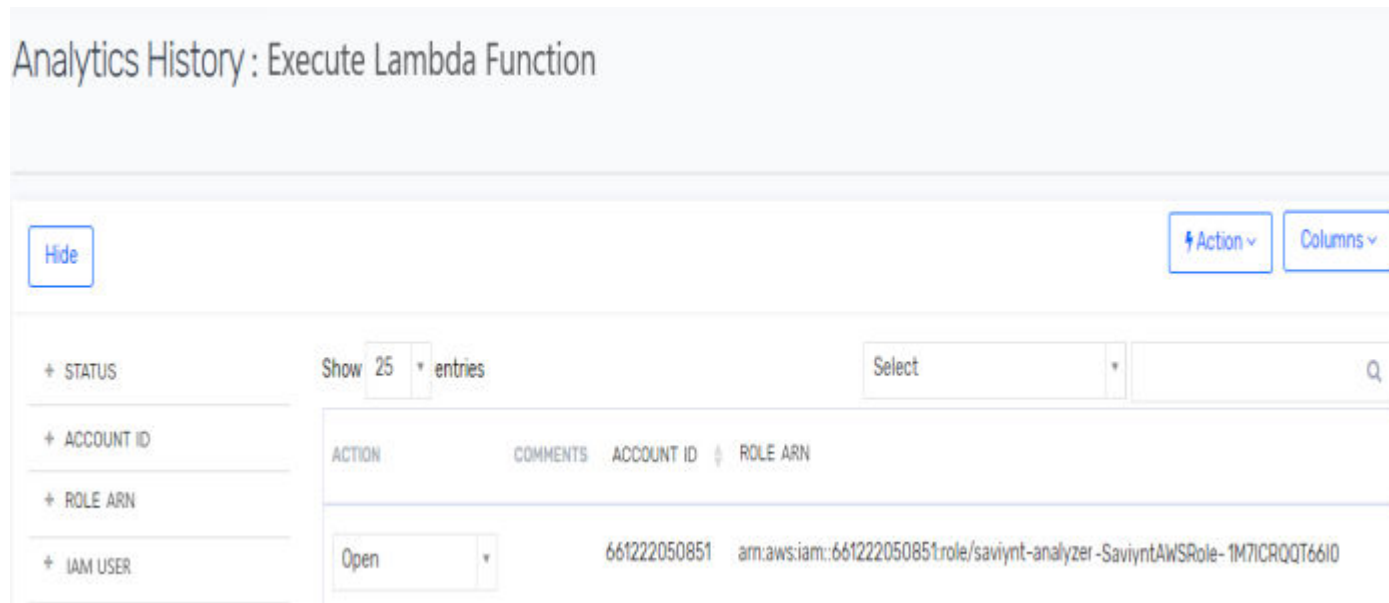 Analytics History : Execute Lambda Function
Hide
Action
Columns
+ STATUS
+ ACCOUNT ID
+ ROLE ARN
+ IAM USER
Show 25 entries
Select
ACTION COMMENTS ACCOUNT ID ROLE ARN
Open 661222050851 arn:aws:iam::661222050851:role/saviynt-analyzer-SaviyntAWSRole-1M7ICRQQT66I0